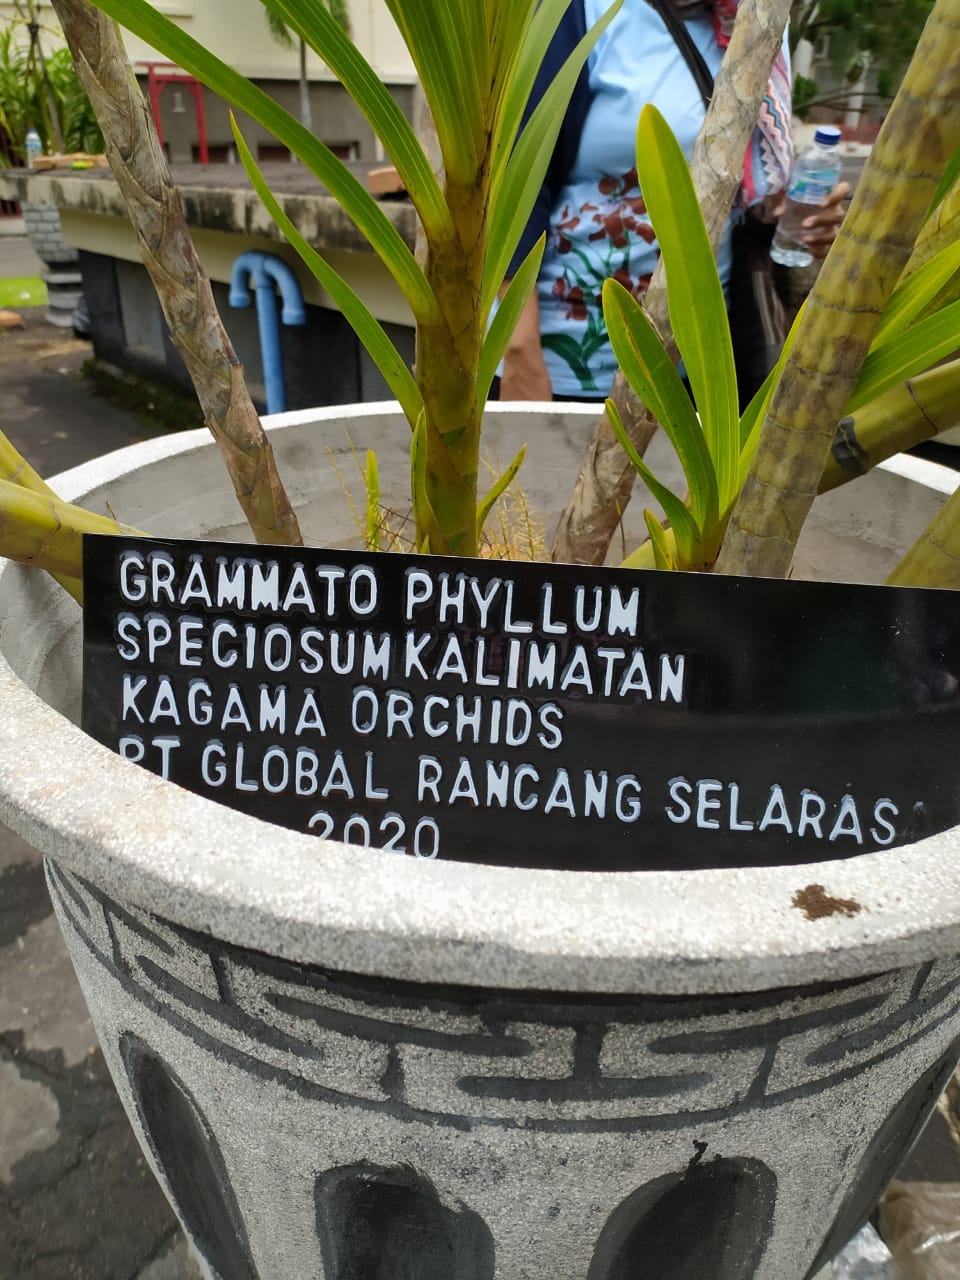 GRAMMATO PHYLLUM
SPECIOSUM KALIMATAN
KAGAMA ORCHIDS
PT GLOBAL RANCANG SELARAS
2020